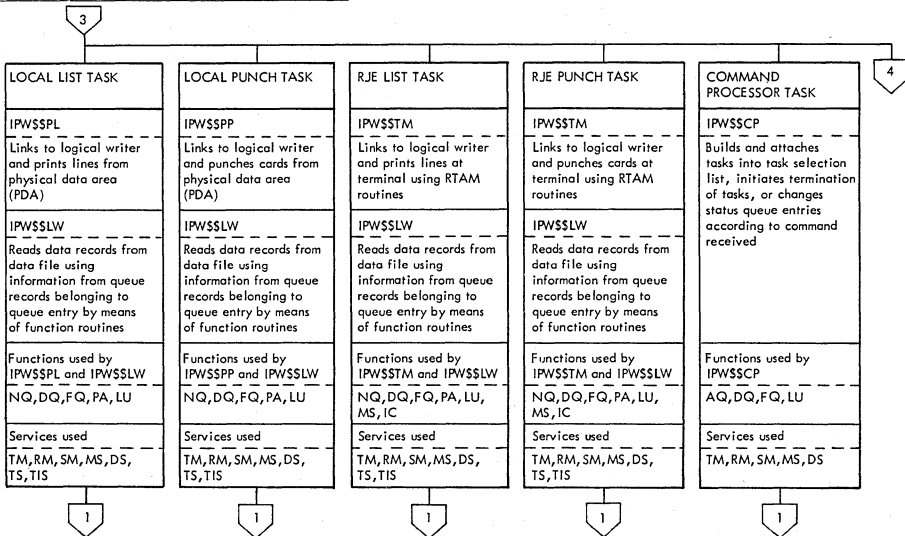 3
4
LOCAL LIST TASK
IPW$$PL
Links to logical writer
and prints lines from
physical data area
(PDA)
IPW$$LW
Reads data records from
data file using
information from queue
records belonging to
queue entry by means
of function routines
Functions used by
IPW$$PL and IPW$$LW
NQ,DQ,FQ,PA,LU
Services used
TM,RM,SM,MS,DS,
TS,TIS
1
LOCAL PUNCH TASK
IPW$$PP
Links to logical writer
and punches cards from
physical data area
(PDA)
IPW$$LW
Reads data records from
data file using
information from queue
records belonging to
queue entry by means
of function routines
Functions used by
IPW$$PP and IPW$$LW
NQ,DQ,FQ,PA,LU
Services used
TM,RM,SM,MS,DS,
TS,TIS
1
RJE LIST TASK
IPW$$TM
Links to logical writer
and prints lines at
terminal using RTAM
routines
IPW$$LW
Reads data records from
data file using
information from queue
records belonging to
queue entry by means
of function routines
Functions used by
IPW$$TM and IPW$$LW
NQ,DQ,FQ,PA,LU,
MS,IC
Services used
TM,RM,SM,MS,DS,
TS,TIS
1
RJE PUNCH TASK
IPW$$TM
Links to logical writer
and punches cards at
terminal using RTAM
routines
IPW$$LW
Reads data records from
data file using
information from queue
records belonging to
queue entry by means
of function routines
Functions used by
IPW$$TM and IPW$$LW
NQ,DQ,FQ,PA,LU,
MS,IC
Services used
TM,RM,SM,MS,DS,
TS,TIS
1
COMMAND
PROCESSOR TASK
IPW$$CP
Builds and attaches
tasks into task selection
list, initiates termination
of tasks, or changes
status queue entries
according to command
received
Functions used by
IPW$$CP
AQ,DQ,FQ,LU
Services used
TM,RM,SM,MS,DS
1